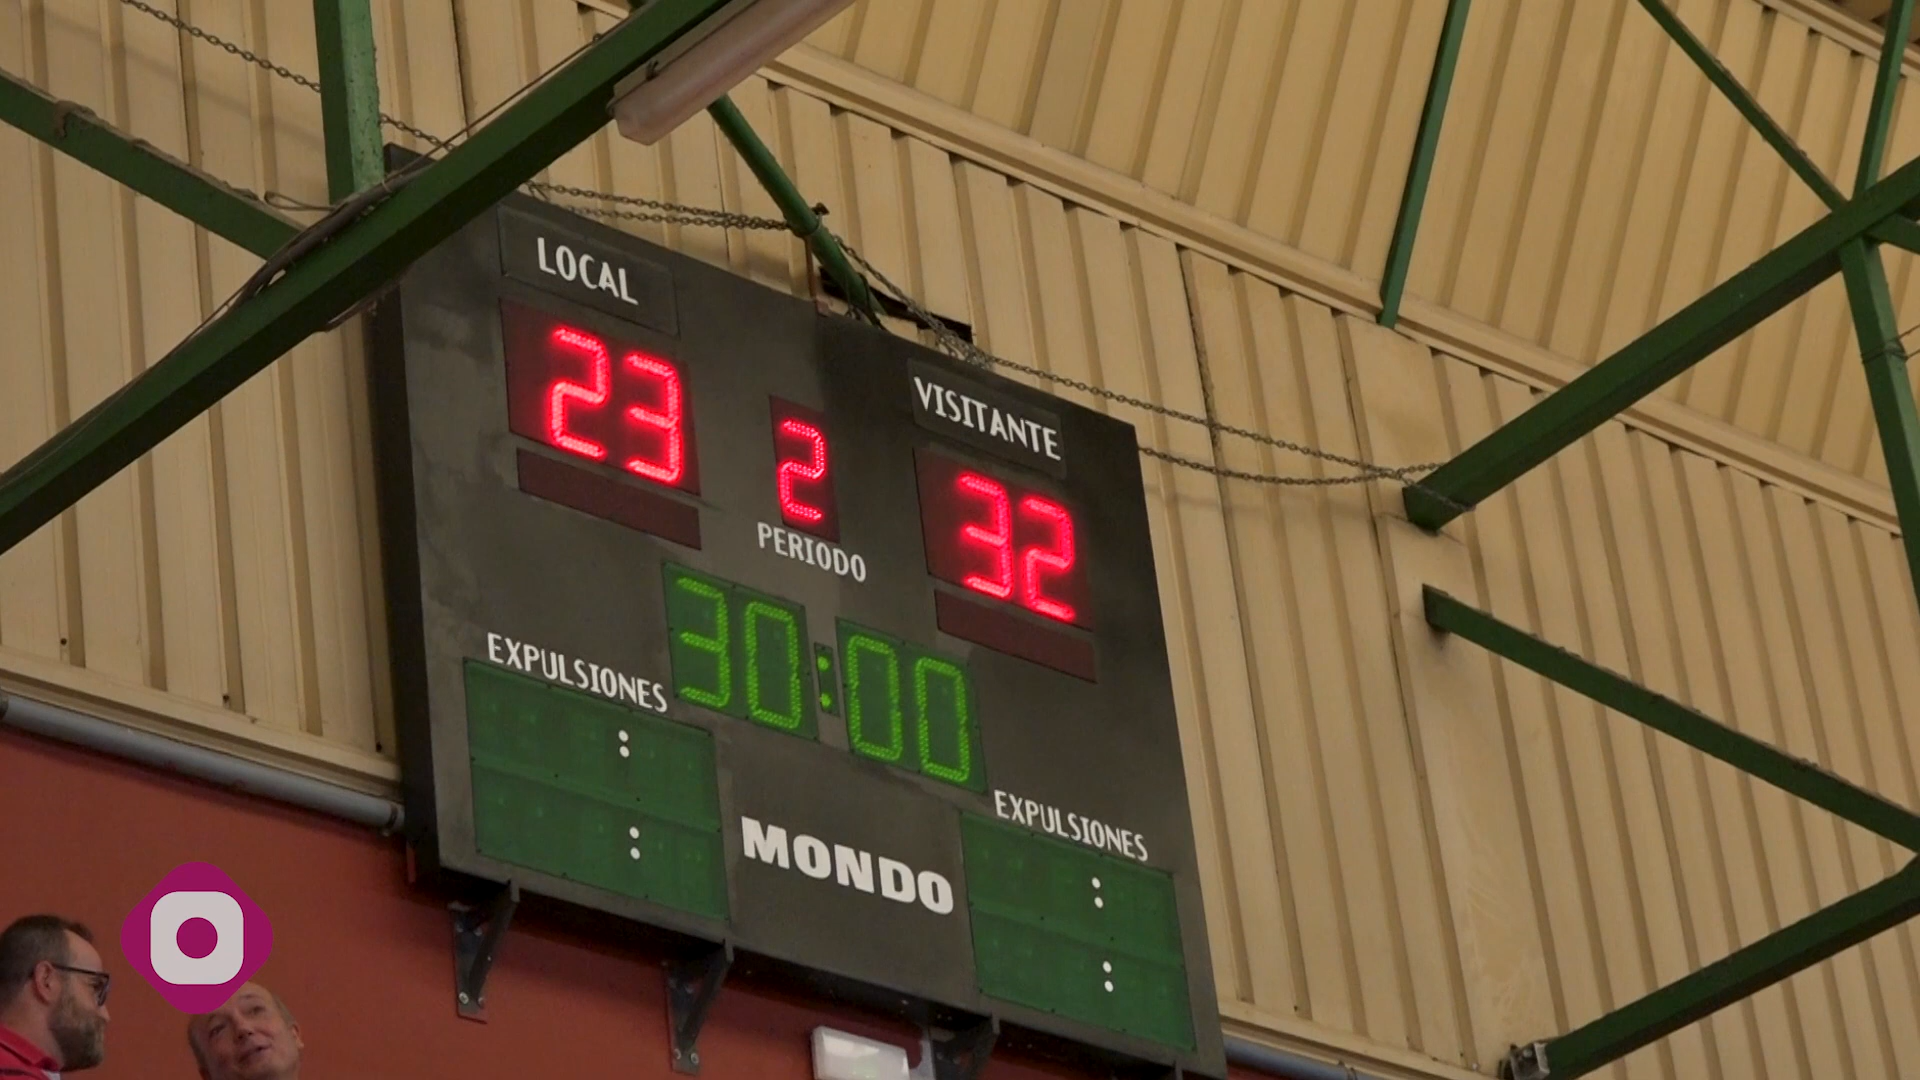 LOCAL
VISITANTE
23
2
32
PERIODO
30:00
EXPULSIONES
:
:
EXPULSIONES
:
:
MONDO